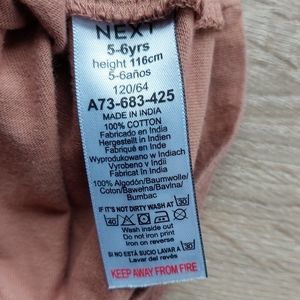 NEXT
5-6yrs
height 116cm
5-6años
120/64
A73-683-425
MADE IN INDIA
100% COTTON
Fabricado en India
Hergestellt in Indien
Fabriqué en Inde
Wyprodukowano w Indiach
Vyrobeno v Indii
Fabricat În India
100% Algodón/Baumwolle/
Coton/Bawełna/Bavlna/
Bumbac
IF IT'S NOT DIRTY WASH AT 30
40
Wash inside out
Do not iron print
Iron on reverse
SI NO ESTÁ SUCIO LAVAR A 30
Lavar del revés
KEEP AWAY FROM FIRE